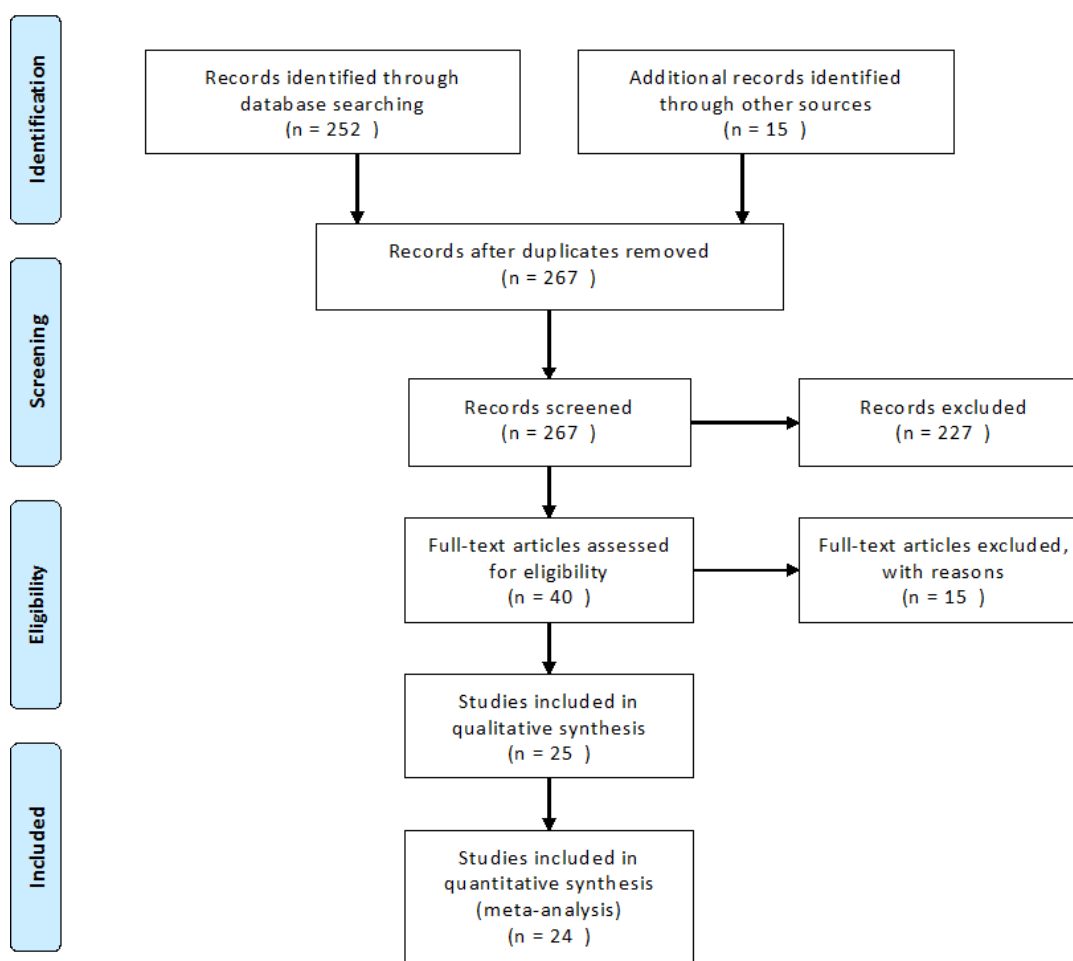 Identification
Records identified through
database searching
(n = 252  )
Additional records identified
through other sources
(n = 15  )
Records after duplicates removed
(n = 267  )
Screening
Records screened
(n = 267  )
Records excluded
(n = 227  )
Eligibility
Full-text articles assessed
for eligibility
(n = 40  )
Full-text articles excluded,
with reasons
(n = 15  )
Studies included in
qualitative synthesis
(n = 25  )
Included
Studies included in
quantitative synthesis
(meta-analysis)
(n = 24  )